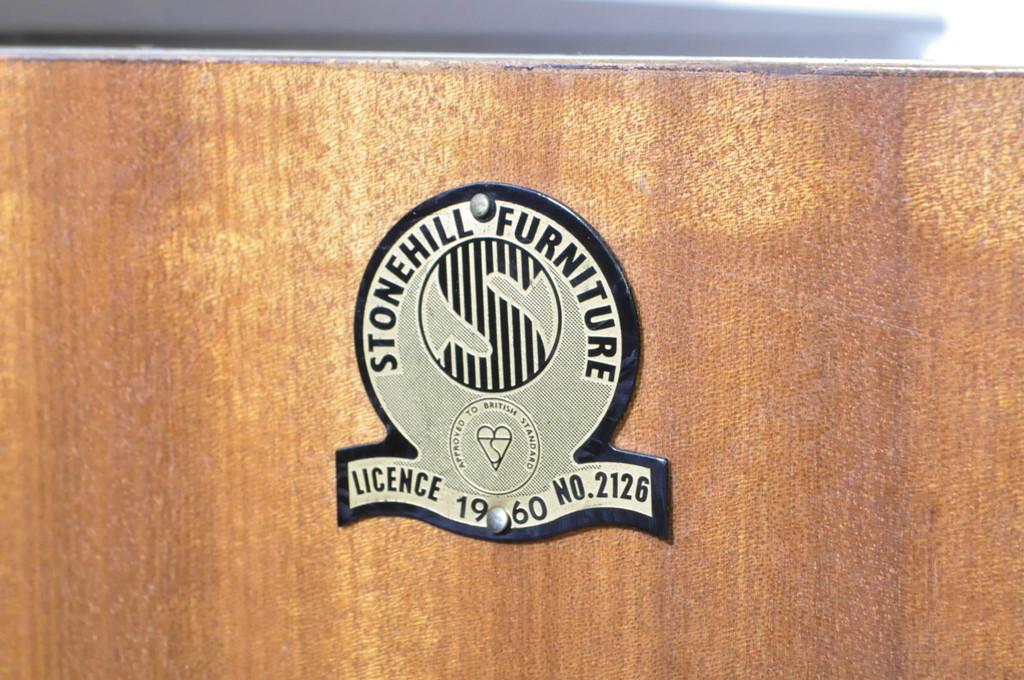 STONEHILL FURNITURE
S
APPROVED TO BRITISH STANDARD
LICENCE 1960 NO. 2126